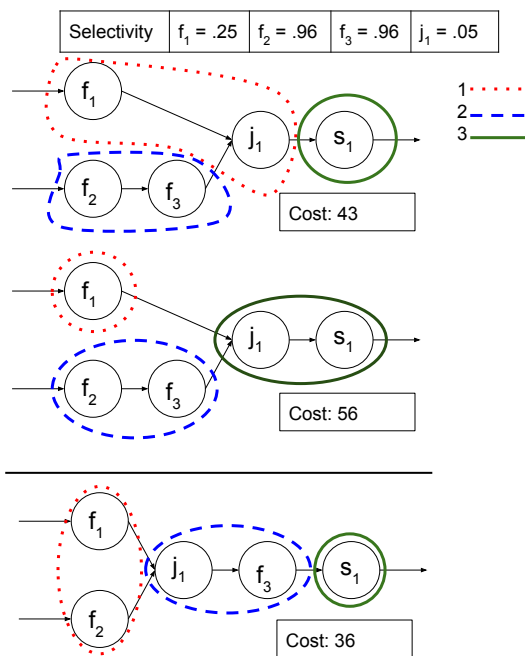 Selectivity f1 = .25 f2 = .96 f3 = .96 j1 = .05
1
2
3
f1
j1 s1
f2 f3
Cost: 43
f1
j1 s1
f2 f3
Cost: 56
f1
j1 f3 s1
f2
Cost: 36